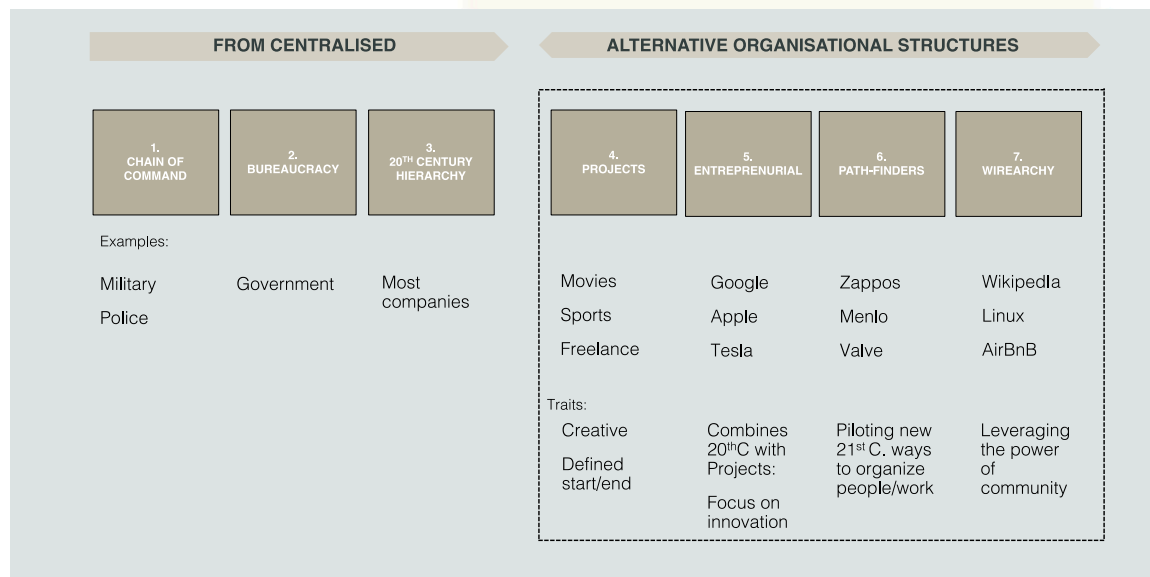 FROM CENTRALISED
ALTERNATIVE ORGANISATIONAL STRUCTURES
1.
CHAIN OF
COMMAND
2.
BUREAUCRACY
3.
20TH CENTURY
HIERARCHY
4.
PROJECTS
5.
ENTREPRENURIAL
6.
PATH-FINDERS
7.
WIREARCHY
Examples:
Military
Police
Government
Most
companies
Movies
Sports
Freelance
Google
Apple
Tesla
Zappos
Menlo
Valve
Wikipedia
Linux
AirBnB
Traits:
Creative
Defined
start/end
Combines
20thC with
Projects:
Focus on
innovation
Piloting new
21st C. ways
to organize
people/work
Leveraging
the power
of
community